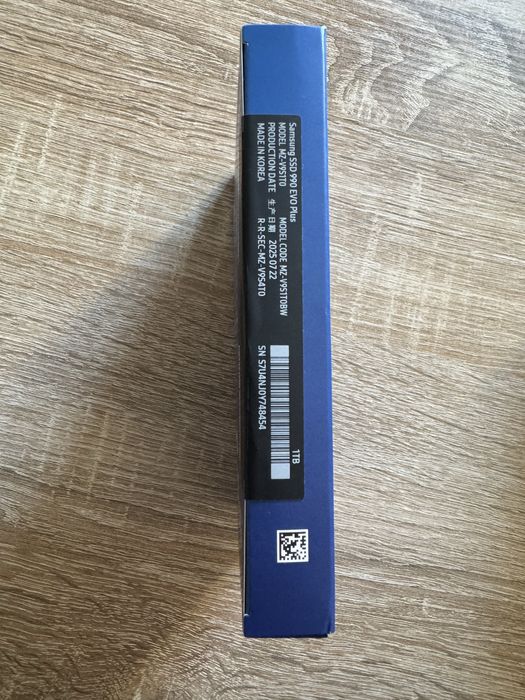 Samsung SSD 990 EVO Plus
MODEL MZ-V9S1T0 MODEL CODE MZ-V9S1T0BW
PRODUCTION DATE 生产日期 2025 07 22
MADE IN KOREA R-R-SEC-MZ-V9S4T0
1TB
SN S7U4NJ0Y748454